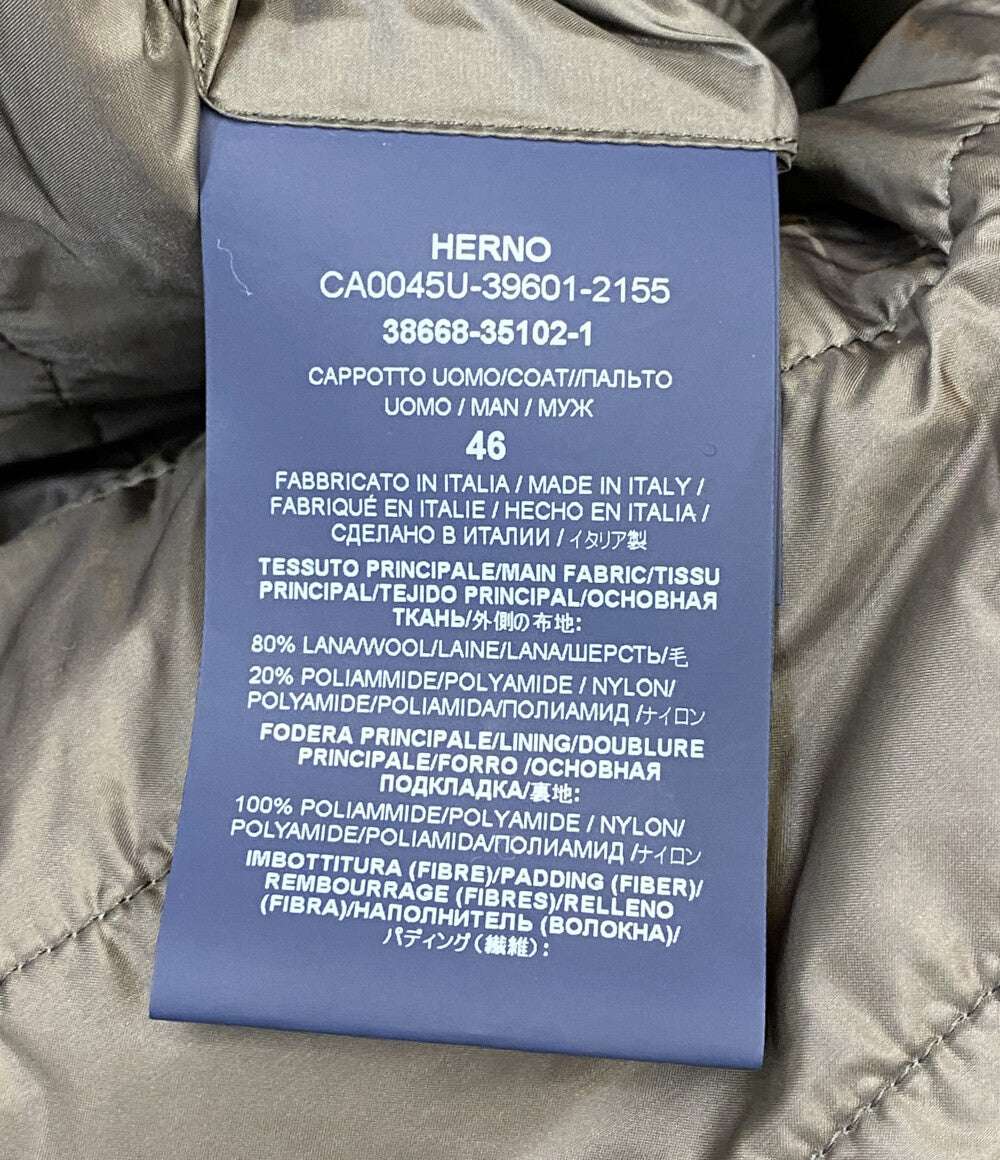 HERNO
CA0045U-39601-2155
38668-35102-1
CAPPOTTO UOMO/COAT//ПАЛЬТО
UOMO / MAN / МУЖ
46
FABBRICATO IN ITALIA / MADE IN ITALY /
FABRIQUÉ EN ITALIE / HECHO EN ITALIA /
СДЕЛАНО В ИТАЛИИ / イタリア製
TESSUTO PRINCIPALE/MAIN FABRIC/TISSU
PRINCIPAL/TEJIDO PRINCIPAL/ОСНОВНАЯ
ТКАНЬ/外側の布地:
80% LANA/WOOL/LAINE/LANA/ШЕРСТЬ/毛
20% POLIAMMIDE/POLYAMIDE / NYLON/
POLYAMIDE/POLIAMIDA/ПОЛИАМИД /ナイロン
FODERA PRINCIPALE/LINING/DOUBLURE
PRINCIPALE/FORRO /ОСНОВНАЯ
ПОДКЛАДКА/裏地:
100% POLIAMMIDE/POLYAMIDE / NYLON/
POLYAMIDE/POLIAMIDA/ПОЛИАМИД /ナイロン
IMBOTTITURA (FIBRE)/PADDING (FIBER)/
REMBOURRAGE (FIBRES)/RELLENO
(FIBRA)/НАПОЛНИТЕЛЬ (ВОЛОКНА)/
パディング(繊維):